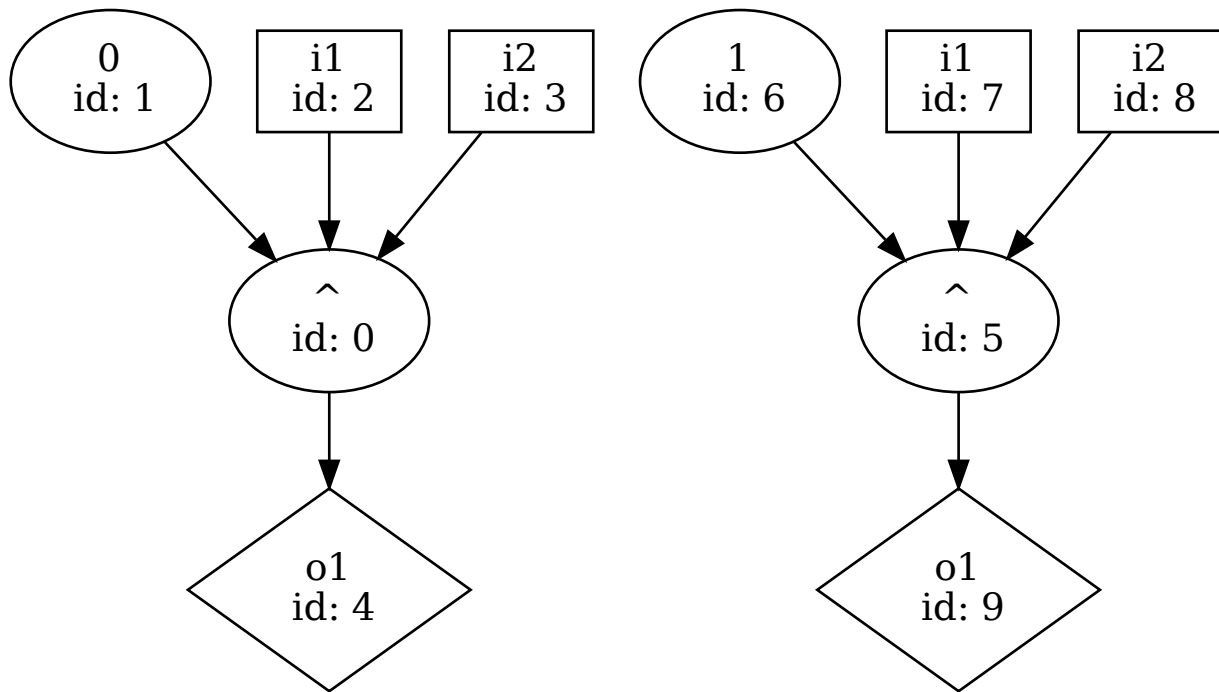 0
id: 1
i1
id: 2
i2
id: 3
1
id: 6
i1
id: 7
i2
id: 8
^
id: 0
^
id: 5
o1
id: 4
o1
id: 9